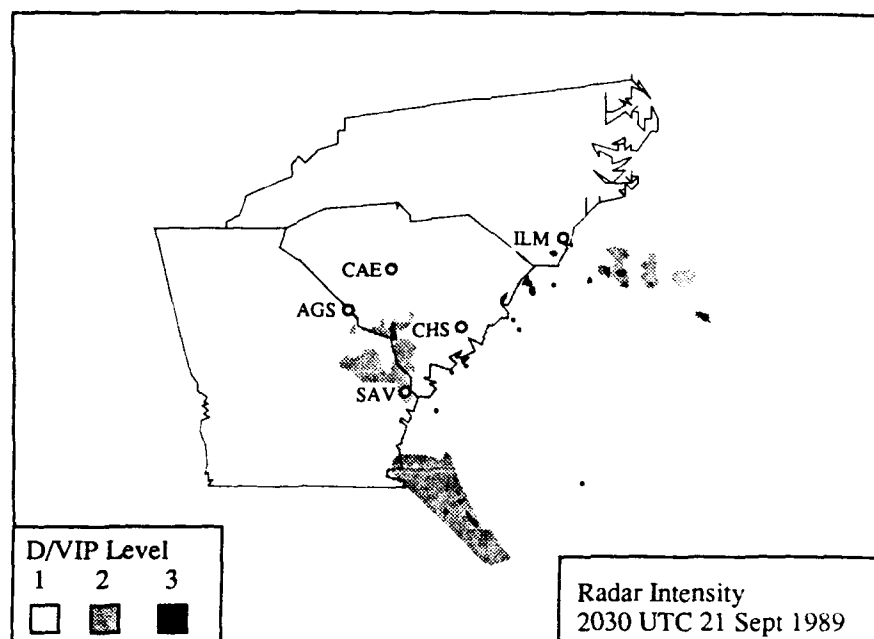 ILM
CAE
AGS
CHS
SAV
D/VIP Level
1 2 3
Radar Intensity
2030 UTC 21 Sept 1989